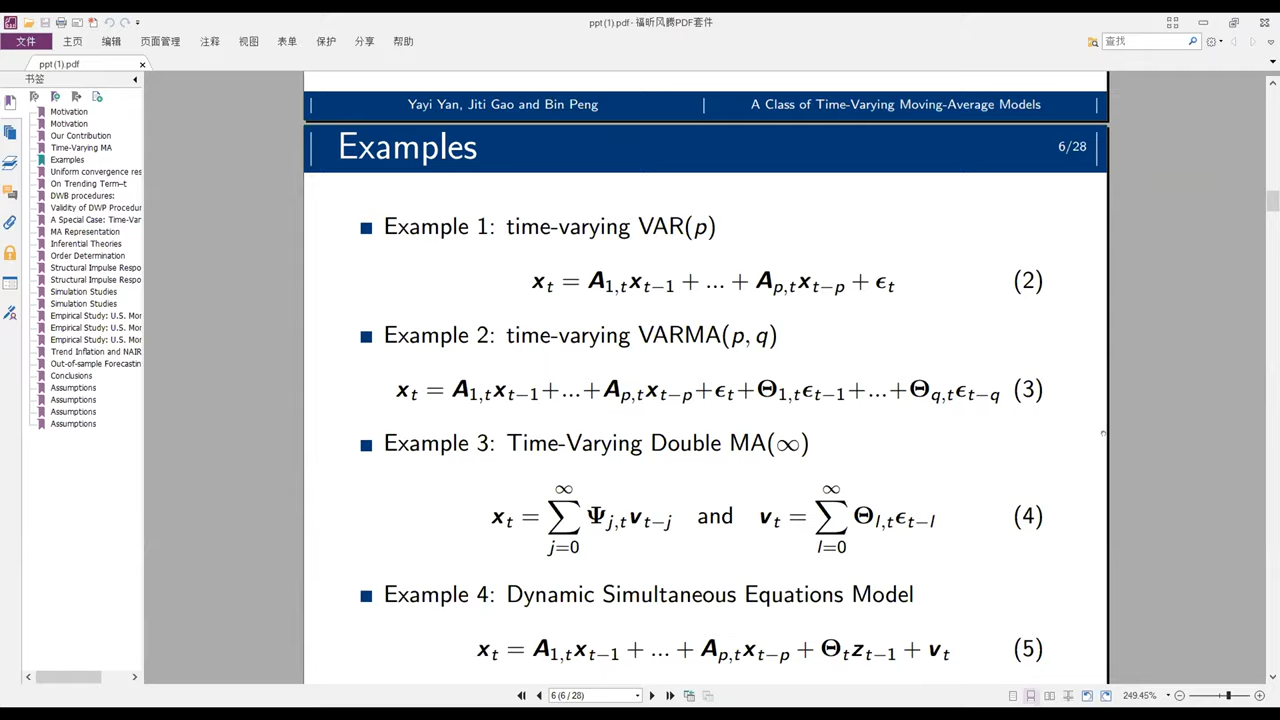 ppt(1).pdf - 福昕风腾PDF套件
文件 主页 编辑 页面管理 注释 视图 表单 保护 共享 帮助 查找
ppt(1).pdf
书签
Motivation
Motivation
Our Contribution
Time-Varying MA
Examples
Uniform convergence res
On Trending Term–t
DWB procedures:
Validity of DWP Procedur
A Special Case: Time-Var
MA Representation
Inferential Theories
Order Determination
Structural Impulse Respo
Structural Impulse Respo
Simulation Studies
Simulation Studies
Empirical Study: U.S. Mor
Empirical Study: U.S. Mor
Empirical Study: U.S. Mor
Trend Inflation and NAIR
Out-of-sample Forecastin
Conclusions
Assumptions
Assumptions
Assumptions
Assumptions
Yayi Yan, Jiti Gao and Bin Peng A Class of Time-Varying Moving-Average Models
Examples 6/28
Example 1: time-varying VAR(p)
x_t = A_{1,t}x_{t−1} + ... + A_{p,t}x_{t−p} + ϵ_t (2)
Example 2: time-varying VARMA(p, q)
x_t = A_{1,t}x_{t−1}+...+A_{p,t}x_{t−p}+ϵ_t+Θ_{1,t}ϵ_{t−1}+...+Θ_{q,t}ϵ_{t−q} (3)
Example 3: Time-Varying Double MA(∞)
x_t = ∑_{j=0}^{∞} Ψ_{j,t}v_{t−j} and v_t = ∑_{l=0}^{∞} Θ_{l,t}ϵ_{t−l} (4)
Example 4: Dynamic Simultaneous Equations Model
x_t = A_{1,t}x_{t−1} + ... + A_{p,t}x_{t−p} + Θ_t z_{t−1} + v_t (5)
6 (6 / 28) 249.45%